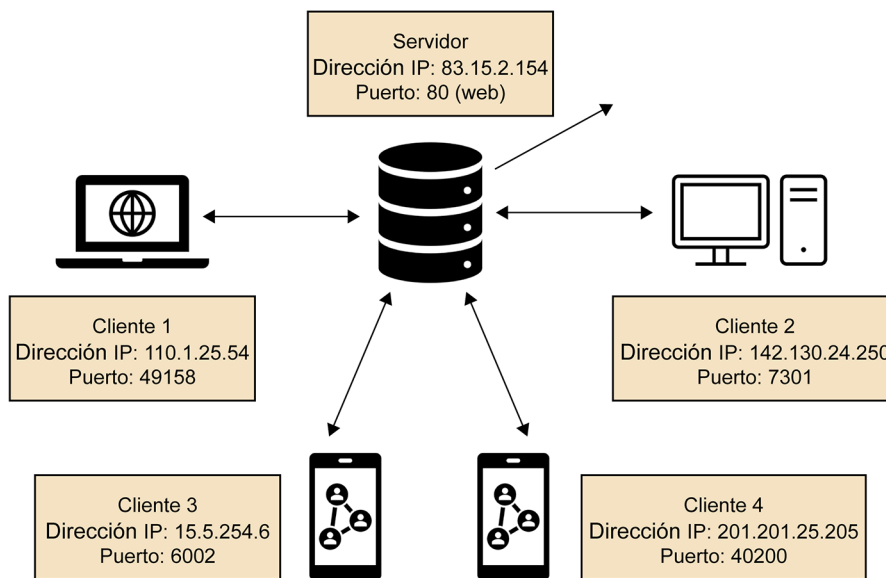 Servidor
Dirección IP: 83.15.2.154
Puerto: 80 (web)
Cliente 1
Dirección IP: 110.1.25.54
Puerto: 49158
Cliente 2
Dirección IP: 142.130.24.250
Puerto: 7301
Cliente 3
Dirección IP: 15.5.254.6
Puerto: 6002
Cliente 4
Dirección IP: 201.201.25.205
Puerto: 40200